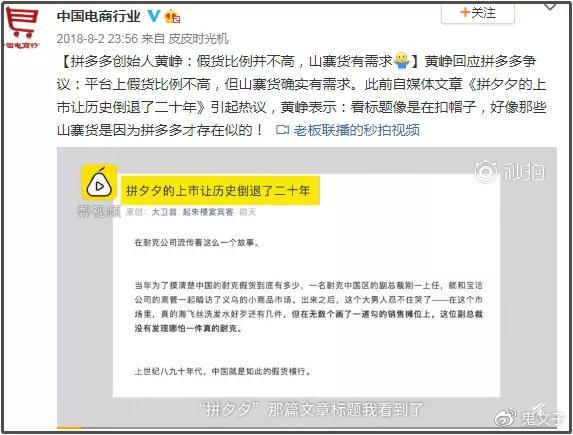 中国电商行业
+关注
2018-8-2 23:56 来自 皮皮时光机
【拼多多创始人黄峥：假货比例并不高，山寨货有需求】黄峥回应拼多多争
议：平台上假货比例不高，但山寨货确实有需求。此前自媒体文章《拼夕夕的上
市让历史倒退了二十年》引起热议，黄峥表示：看标题像是在扣帽子，好像那些
山寨货是因为拼多多才存在似的！ 老板联播的秒拍视频
秒拍
梨视频
拼夕夕的上市让历史倒退了二十年
原创： 大卫翁 起朱楼宴宾客 前天
在耐克公司流传着这么一个故事。
当年为了摸清楚中国的耐克假货到底有多少，一名耐克中国区的副总裁刚一上任，就和宝洁
公司的高管一起暗访了义乌的小商品市场。出来之后，这个大男人忍不住哭了——在这个市
场里，真的海飞丝洗发水好歹还有几件，但在无数个画了一道勾的销售摊位上，这位副总裁
没有发现哪怕一件真的耐克。
上世纪八九十年代，中国就是如此的假货横行。
“拼夕夕”那篇文章标题我看到了